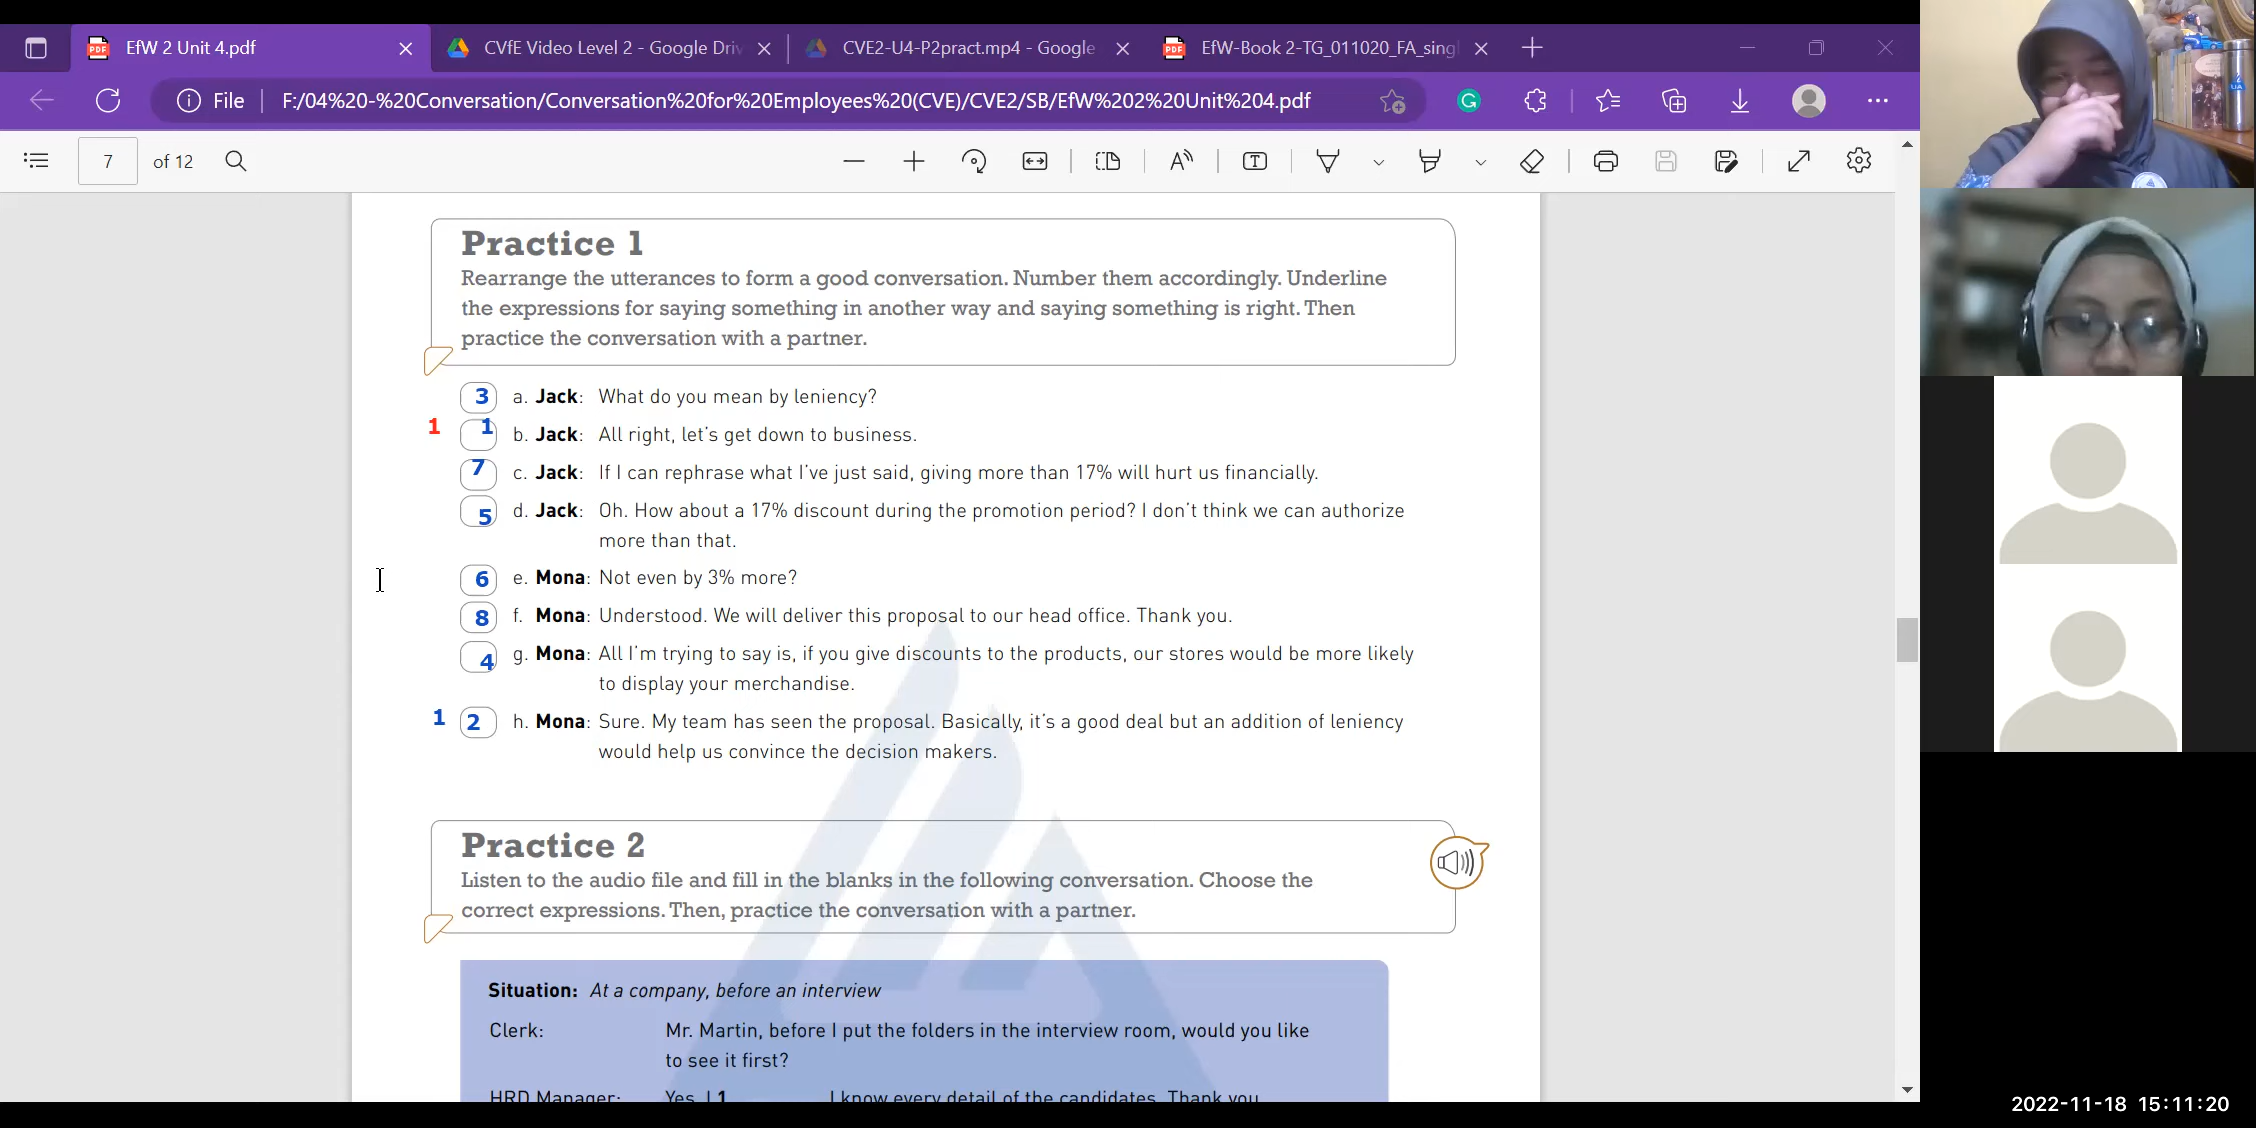 EfW 2 Unit 4.pdf
CVfE Video Level 2 - Google Driv
CVE2-U4-P2pract.mp4 - Google
EfW-Book 2-TG_011020_FA_singl
File
F:/04%20-%20Conversation/Conversation%20for%20Employees%20(CVE)/CVE2/SB/EfW%202%20Unit%204.pdf
7 of 12
Practice 1
Rearrange the utterances to form a good conversation. Number them accordingly. Underline
the expressions for saying something in another way and saying something is right. Then
practice the conversation with a partner.
3 a. Jack: What do you mean by leniency?
1 1 b. Jack: All right, let's get down to business.
7 c. Jack: If I can rephrase what I've just said, giving more than 17% will hurt us financially.
5 d. Jack: Oh. How about a 17% discount during the promotion period? I don't think we can authorize
more than that.
6 e. Mona: Not even by 3% more?
8 f. Mona: Understood. We will deliver this proposal to our head office. Thank you.
4 g. Mona: All I'm trying to say is, if you give discounts to the products, our stores would be more likely
to display your merchandise.
1 2 h. Mona: Sure. My team has seen the proposal. Basically, it's a good deal but an addition of leniency
would help us convince the decision makers.
Practice 2
Listen to the audio file and fill in the blanks in the following conversation. Choose the
correct expressions. Then, practice the conversation with a partner.
Situation: At a company, before an interview
Clerk: Mr. Martin, before I put the folders in the interview room, would you like
to see it first?
HRD Manager: Yes, I 1 I know every detail of the candidates. Thank you
2022-11-18 15:11:20